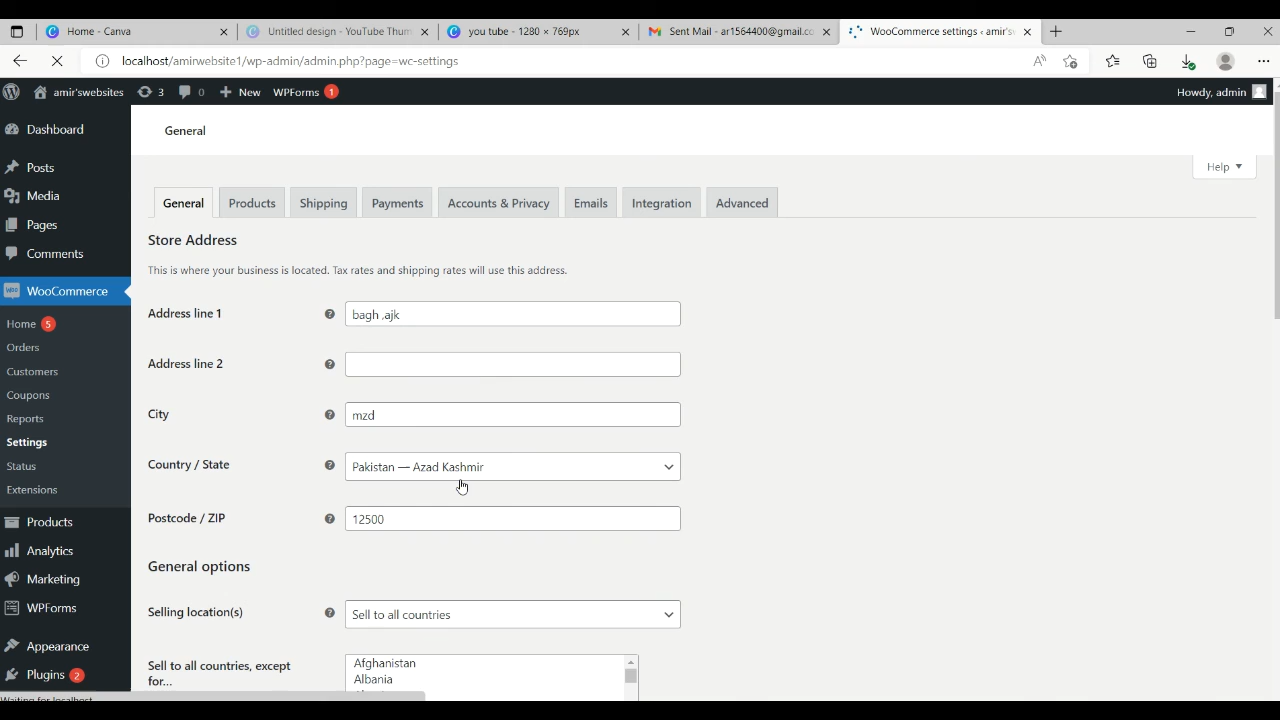 Home - Canva
Untitled design - YouTube Thum
you tube - 1280 × 769px
Sent Mail - ar1564400@gmail.co
WooCommerce settings ‹ amir's
localhost/amirwebsite1/wp-admin/admin.php?page=wc-settings
amir'swebsites 3 0 New WPForms 1
Howdy, admin
Dashboard
Posts
Media
Pages
Comments
WooCommerce
Home 5
Orders
Customers
Coupons
Reports
Settings
Status
Extensions
Products
Analytics
Marketing
WPForms
Appearance
Plugins 2
General
Help
General Products Shipping Payments Accounts & Privacy Emails Integration Advanced
Store Address
This is where your business is located. Tax rates and shipping rates will use this address.
Address line 1 bagh ,ajk
Address line 2
City mzd
Country / State Pakistan — Azad Kashmir
Postcode / ZIP 12500
General options
Selling location(s) Sell to all countries
Sell to all countries, except
for...
Afghanistan
Albania